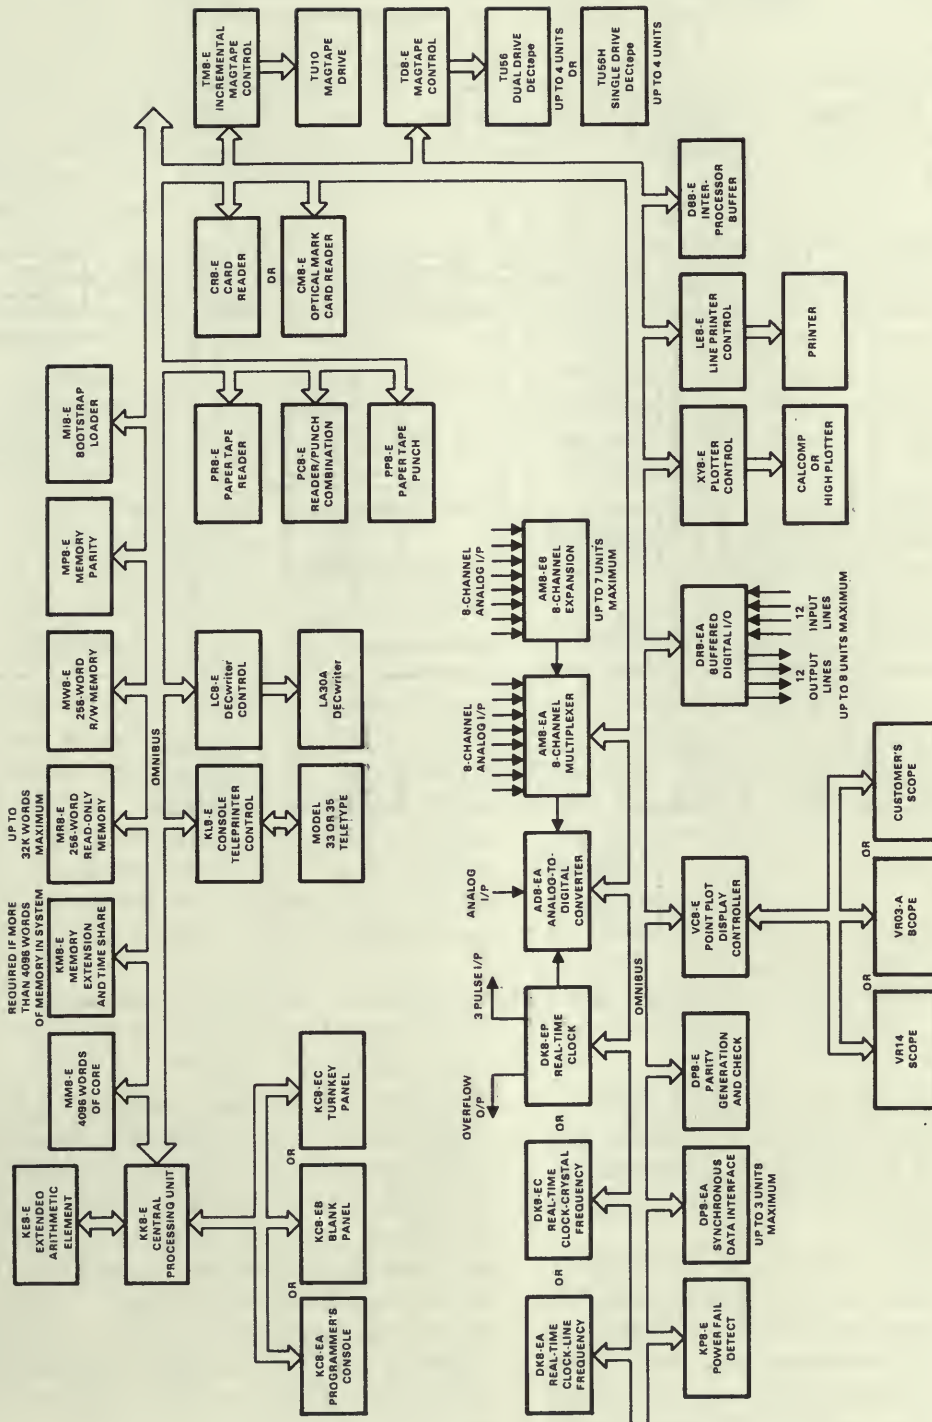 KE8-E
EXTENDED
ARITHMETIC
ELEMENT
KK8-E
CENTRAL
PROCESSING UNIT
KC8-EA
PROGRAMMER'S
CONSOLE
OR
KC8-EB
BLANK
PANEL
OR
KC8-EC
TURNKEY
PANEL
MM8-E
4096 WORDS
OF CORE
REQUIRED IF MORE
THAN 4096 WORDS
OF MEMORY IN SYSTEM
KM8-E
MEMORY
EXTENSION
AND TIME SHARE
UP TO
32K WORDS
MAXIMUM
MR8-E
256-WORD
READ-ONLY
MEMORY
MW8-E
256-WORD
R/W MEMORY
MP8-E
MEMORY
PARITY
MI8-E
BOOTSTRAP
LOADER
OMNIBUS
KL8-E
CONSOLE
TELEPRINTER
CONTROL
MODEL
33 OR 35
TELETYPE
LC8-E
DECwriter
CONTROL
LA30A
DECwriter
PR8-E
PAPER TAPE
READER
PC8-E
READER/PUNCH
COMBINATION
PP8-E
PAPER TAPE
PUNCH
CR8-E
CARD
READER
OR
CM8-E
OPTICAL MARK
CARD READER
TM8-E
INCREMENTAL
MAGTAPE
CONTROL
TU10
MAGTAPE
DRIVE
TD8-E
MAGTAPE
CONTROL
TU56
DUAL DRIVE
DECtape
UP TO 4 UNITS
OR
TU56H
SINGLE DRIVE
DECtape
UP TO 4 UNITS
DK8-EA
REAL-TIME
CLOCK-LINE
FREQUENCY
OR
DK8-EC
REAL-TIME
CLOCK-CRYSTAL
FREQUENCY
OR
OVERFLOW
O/P
3 PULSE I/P
DK8-EP
REAL-TIME
CLOCK
ANALOG
I/P
AD8-EA
ANALOG-TO-
DIGITAL
CONVERTER
8-CHANNEL
ANALOG I/P
AM8-EA
8-CHANNEL
MULTIPLEXER
8-CHANNEL
ANALOG I/P
AM8-EB
8-CHANNEL
EXPANSION
UP TO 7 UNITS
MAXIMUM
OMNIBUS
KP8-E
POWER FAIL
DETECT
DP8-EA
SYNCHRONOUS
DATA INTERFACE
UP TO 3 UNITS
MAXIMUM
DP8-E
PARITY
GENERATION
AND CHECK
VC8-E
POINT PLOT
DISPLAY
CONTROLLER
DR8-EA
BUFFERED
DIGITAL I/O
12
OUTPUT
LINES
12
INPUT
LINES
UP TO 8 UNITS MAXIMUM
XY8-E
PLOTTER
CONTROL
CALCOMP
OR
HIGH PLOTTER
LE8-E
LINE PRINTER
CONTROL
PRINTER
DB8-E
INTER-
PROCESSOR
BUFFER
VR14
SCOPE
OR
VR03-A
SCOPE
OR
CUSTOMER'S
SCOPE